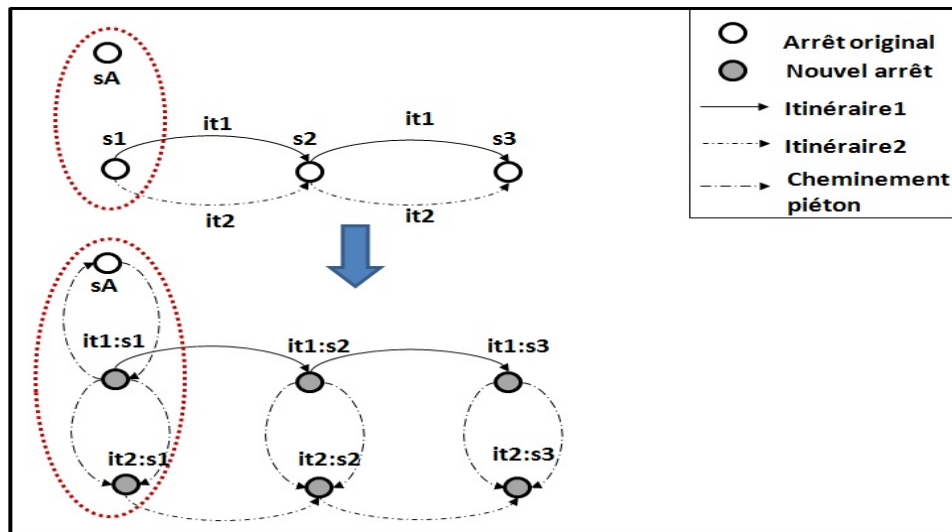 sA
s1
it1
s2
it1
s3
it2
it2
sA
it1:s1
it1:s2
it1:s3
it2:s1
it2:s2
it2:s3
Arrêt original
Nouvel arrêt
Itinéraire1
Itinéraire2
Cheminement
piéton